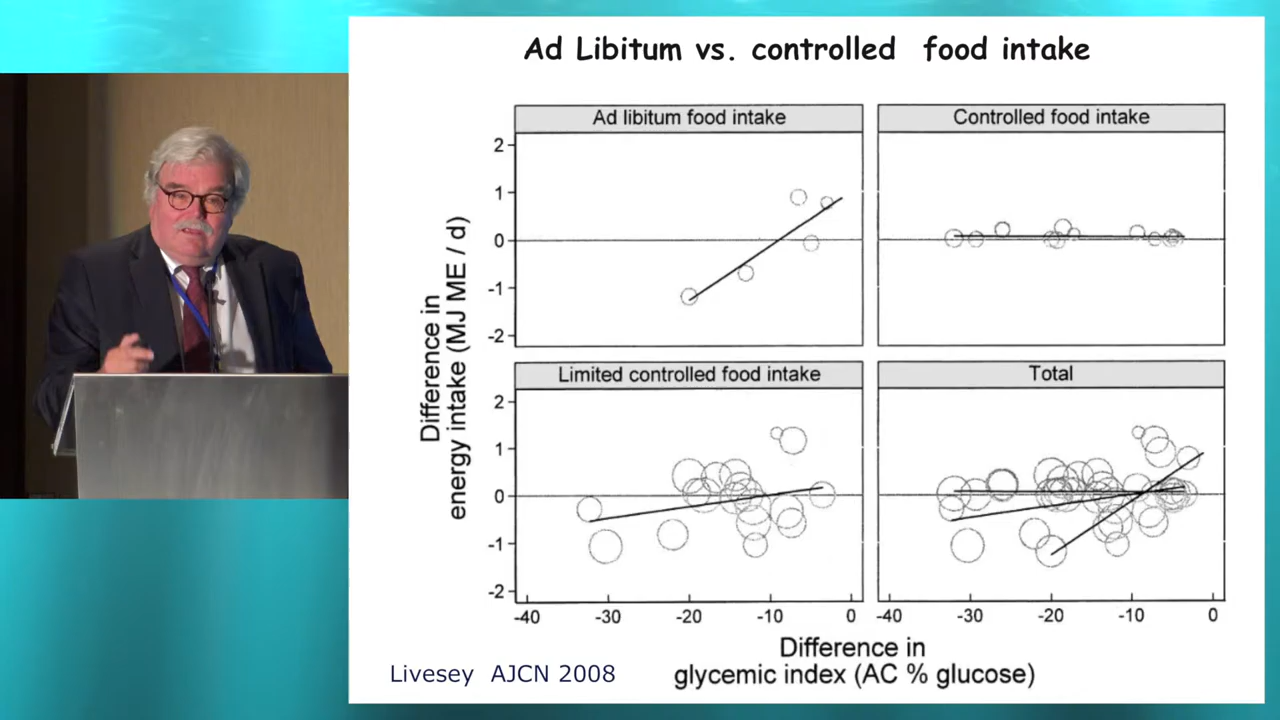 Ad Libitum vs. controlled food intake
Ad libitum food intake
Controlled food intake
2
1
0
-1
-2
Limited controlled food intake
Total
2
1
0
-1
-2
-40
-30
-20
-10
0
-40
-30
-20
-10
0
Difference in
energy intake (MJ ME / d)
Difference in
glycemic index (AC % glucose)
Livesey AJCN 2008